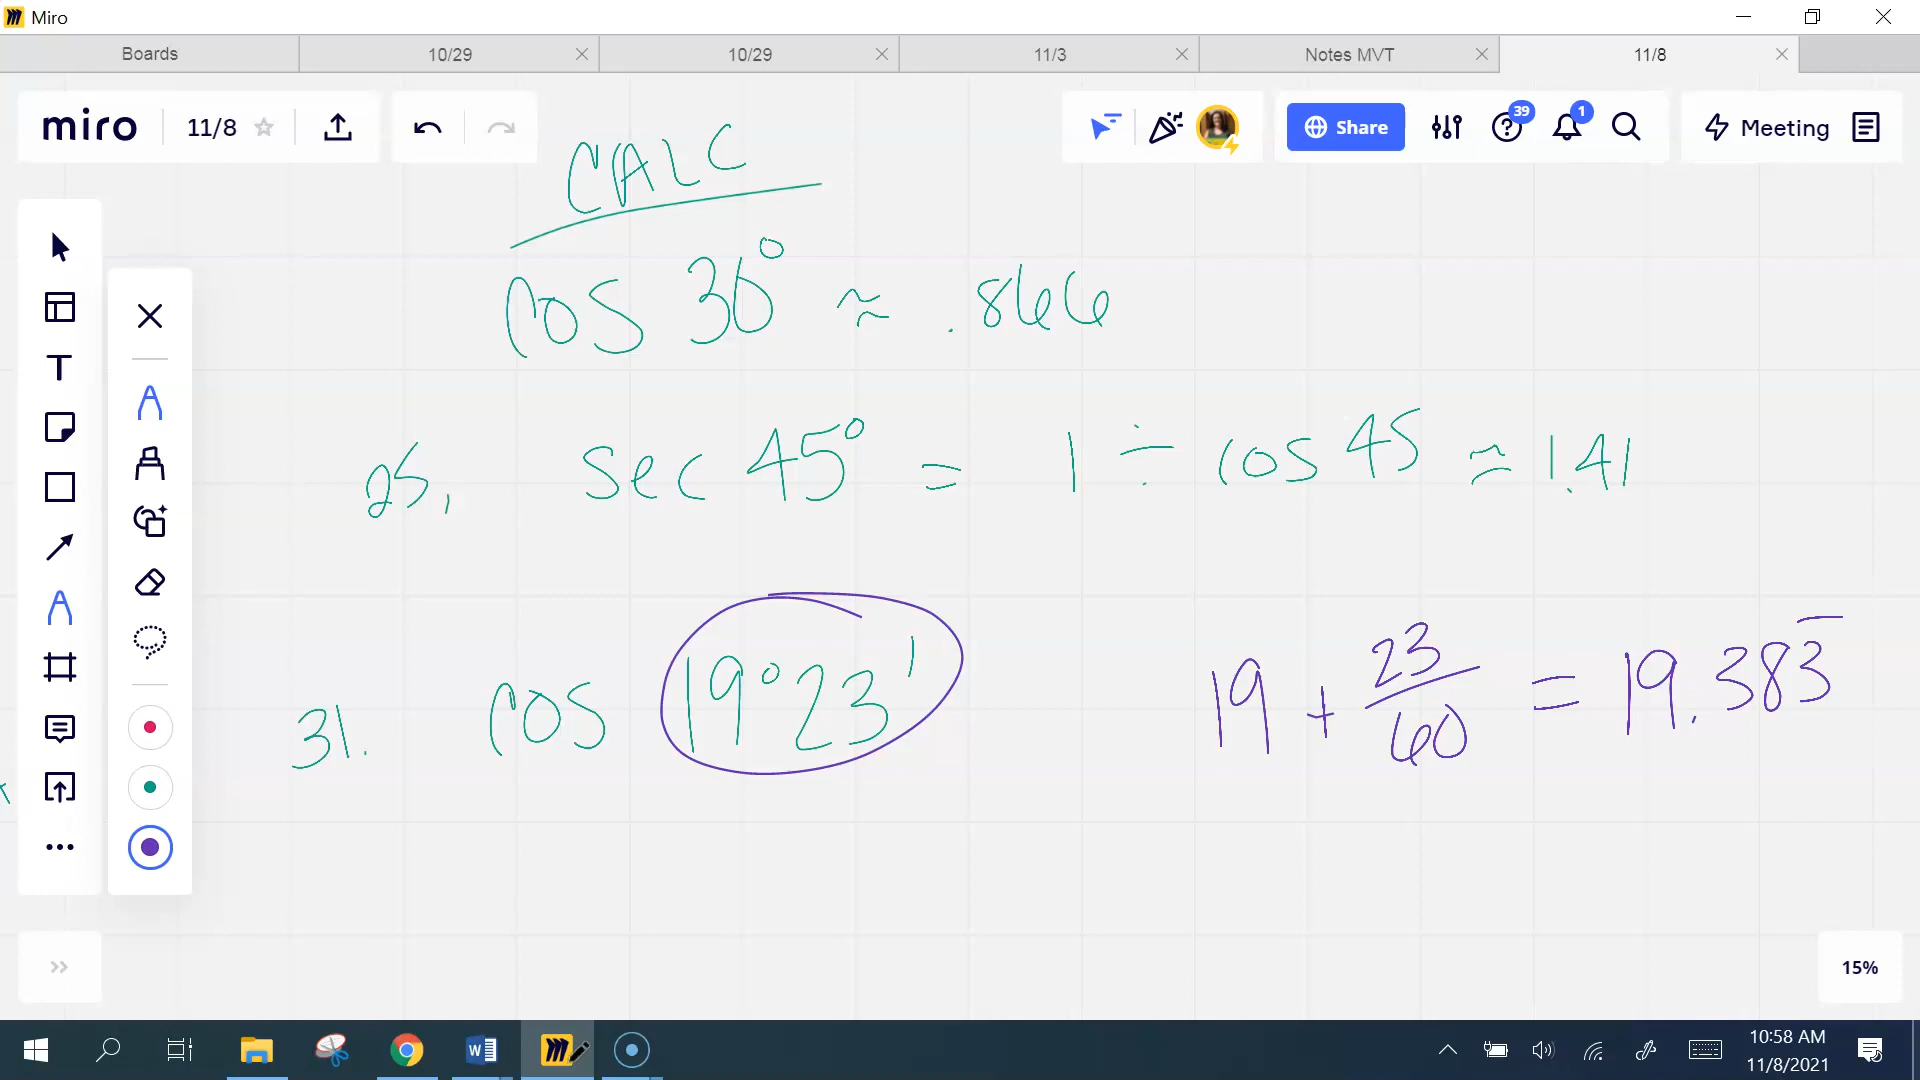 Miro
Boards 10/29 10/29 11/3 Notes MVT 11/8
miro 11/8 Share 39 1 Meeting
CALC
cos 30° ≈ .866
25. sec 45° = 1 ÷ cos 45 ≈ 1.41
31. cos 19°23' 19 + 23/60 = 19.383̅
T
15%
10:58 AM
11/8/2021